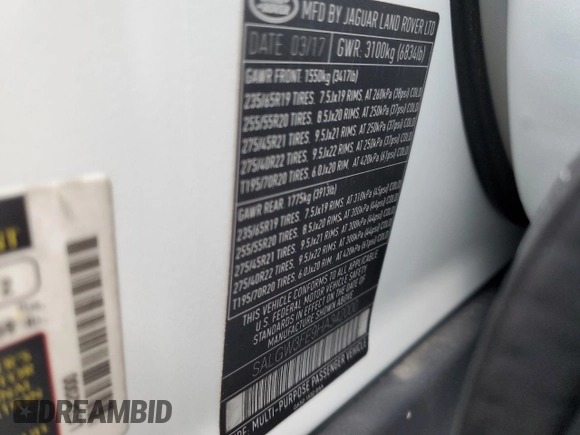 MFD BY JAGUAR LAND ROVER LTD
DATE 03/17 GWR: 3100kg (6834lb)
GAWR FRONT 1550kg (3417lb)
235/65R19 TIRES, 7.5Jx19 RIMS, AT 260kPa (38psi) COLD
255/55R20 TIRES, 8.5Jx20 RIMS, AT 250kPa (37psi) COLD
275/45R21 TIRES, 9.5Jx21 RIMS, AT 250kPa (37psi) COLD
275/40R22 TIRES, 9.5Jx22 RIMS, AT 250kPa (37psi) COLD
T195/70R20 TIRES, 6.0Jx20 RIM, AT 420kPa (61psi) COLD
GAWR REAR 1775kg (3913lb)
235/65R19 TIRES, 7.5Jx19 RIMS, AT 310kPa (45psi) COLD
255/55R20 TIRES, 8.5Jx20 RIMS, AT 300kPa (44psi) COLD
275/45R21 TIRES, 9.5Jx21 RIMS, AT 300kPa (44psi) COLD
275/40R22 TIRES, 9.5Jx22 RIMS, AT 300kPa (44psi) COLD
T195/70R20 TIRES, 6.0Jx20 RIM, AT 420kPa (61psi) COLD
THIS VEHICLE CONFORMS TO ALL APPLICABLE
U.S. FEDERAL MOTOR VEHICLE SAFETY
STANDARDS IN EFFECT ON THE DATE OF
MANUFACTURE SHOWN ABOVE
MULTI-PURPOSE PASSENGER VEHICLE
DREAMBID